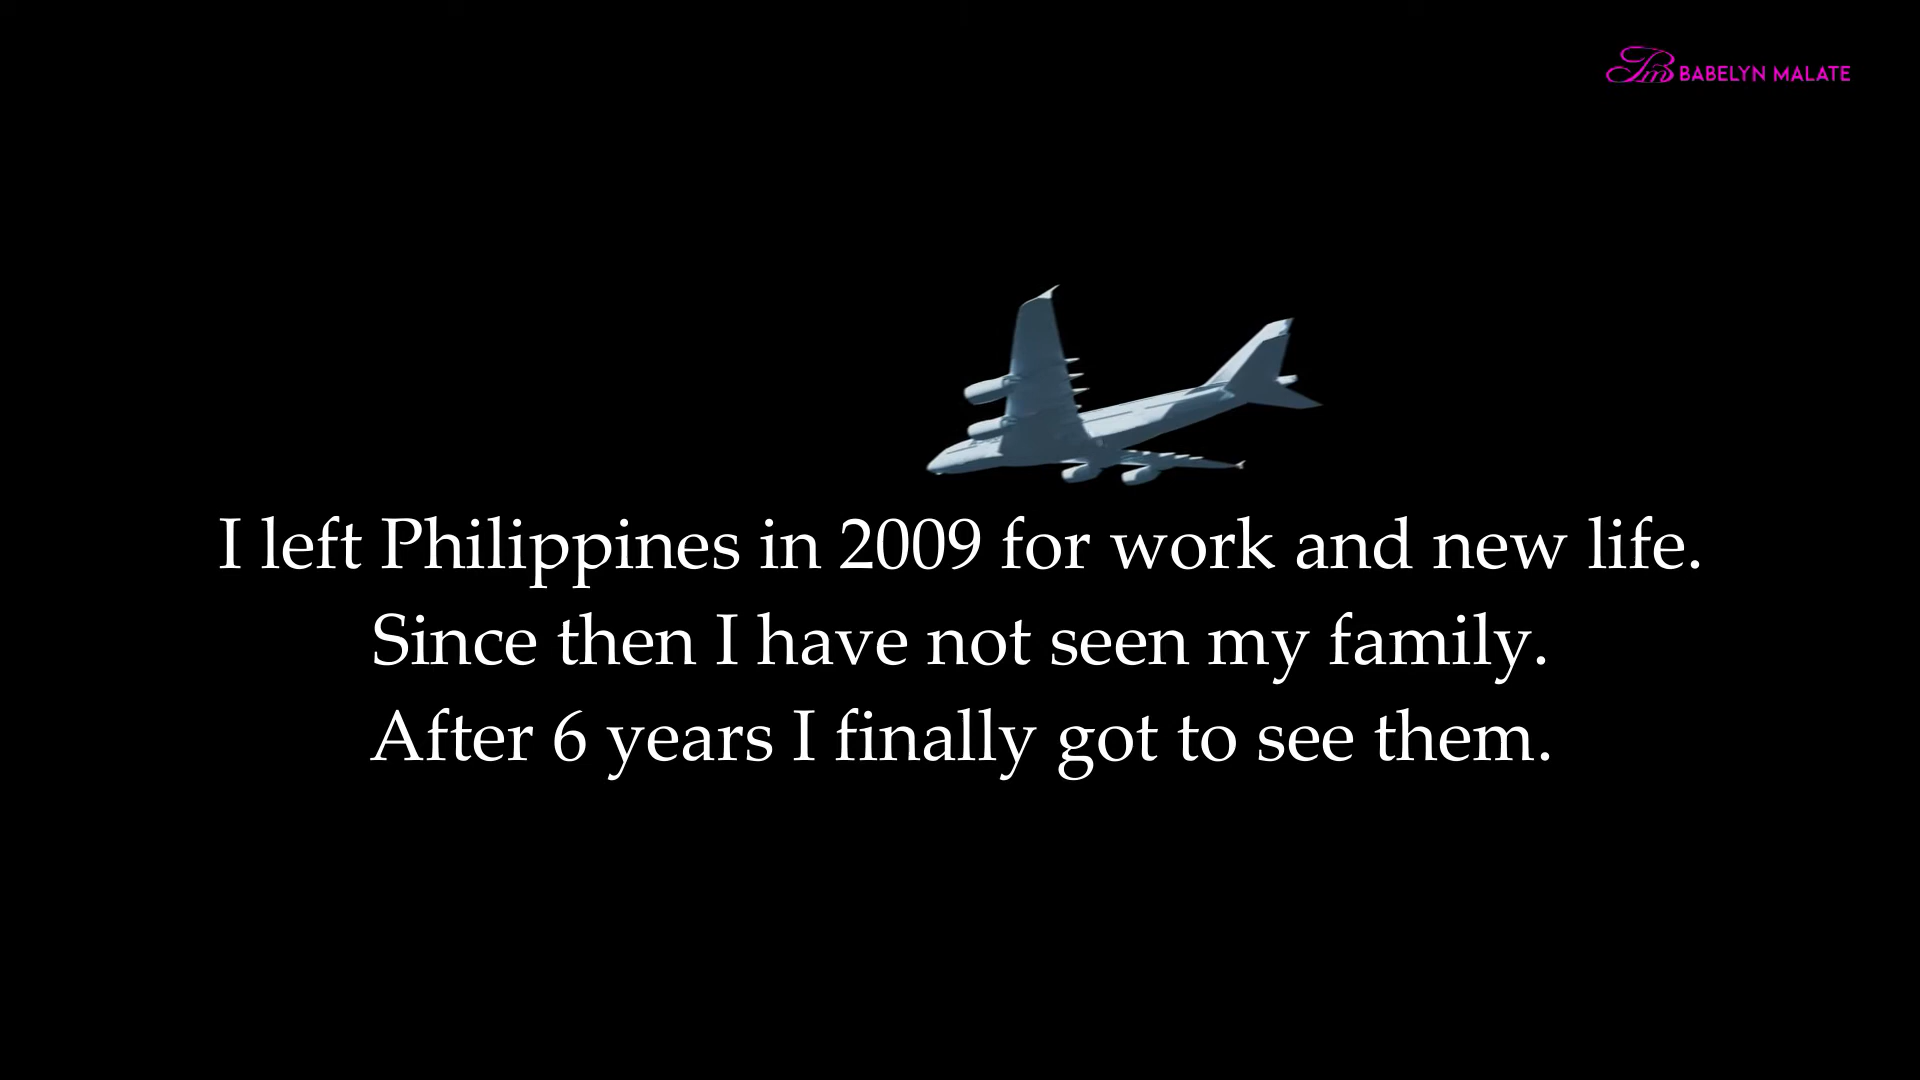 BABELYN MALATE
I left Philippines in 2009 for work and new life.
Since then I have not seen my family.
After 6 years I finally got to see them.